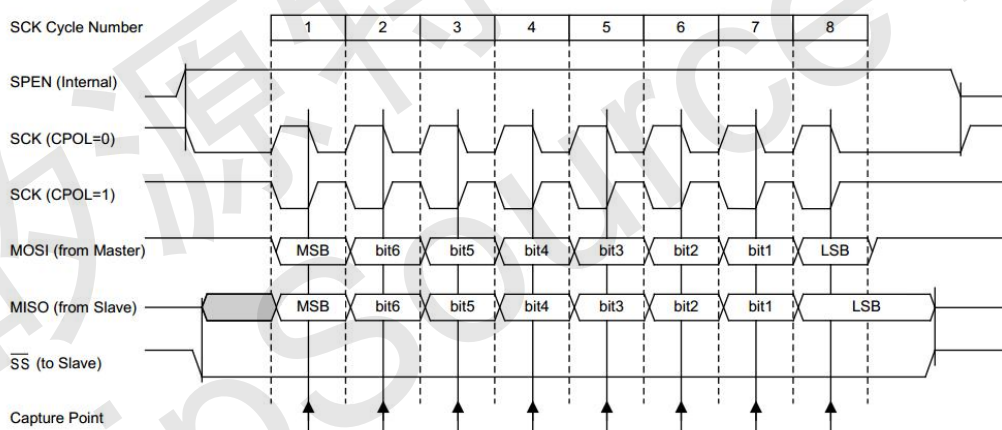 SCK Cycle Number 1 2 3 4 5 6 7 8
SPEN (Internal)
SCK (CPOL=0)
SCK (CPOL=1)
MOSI (from Master) MSB bit6 bit5 bit4 bit3 bit2 bit1 LSB
MISO (from Slave) MSB bit6 bit5 bit4 bit3 bit2 bit1 LSB
SS (to Slave)
Capture Point